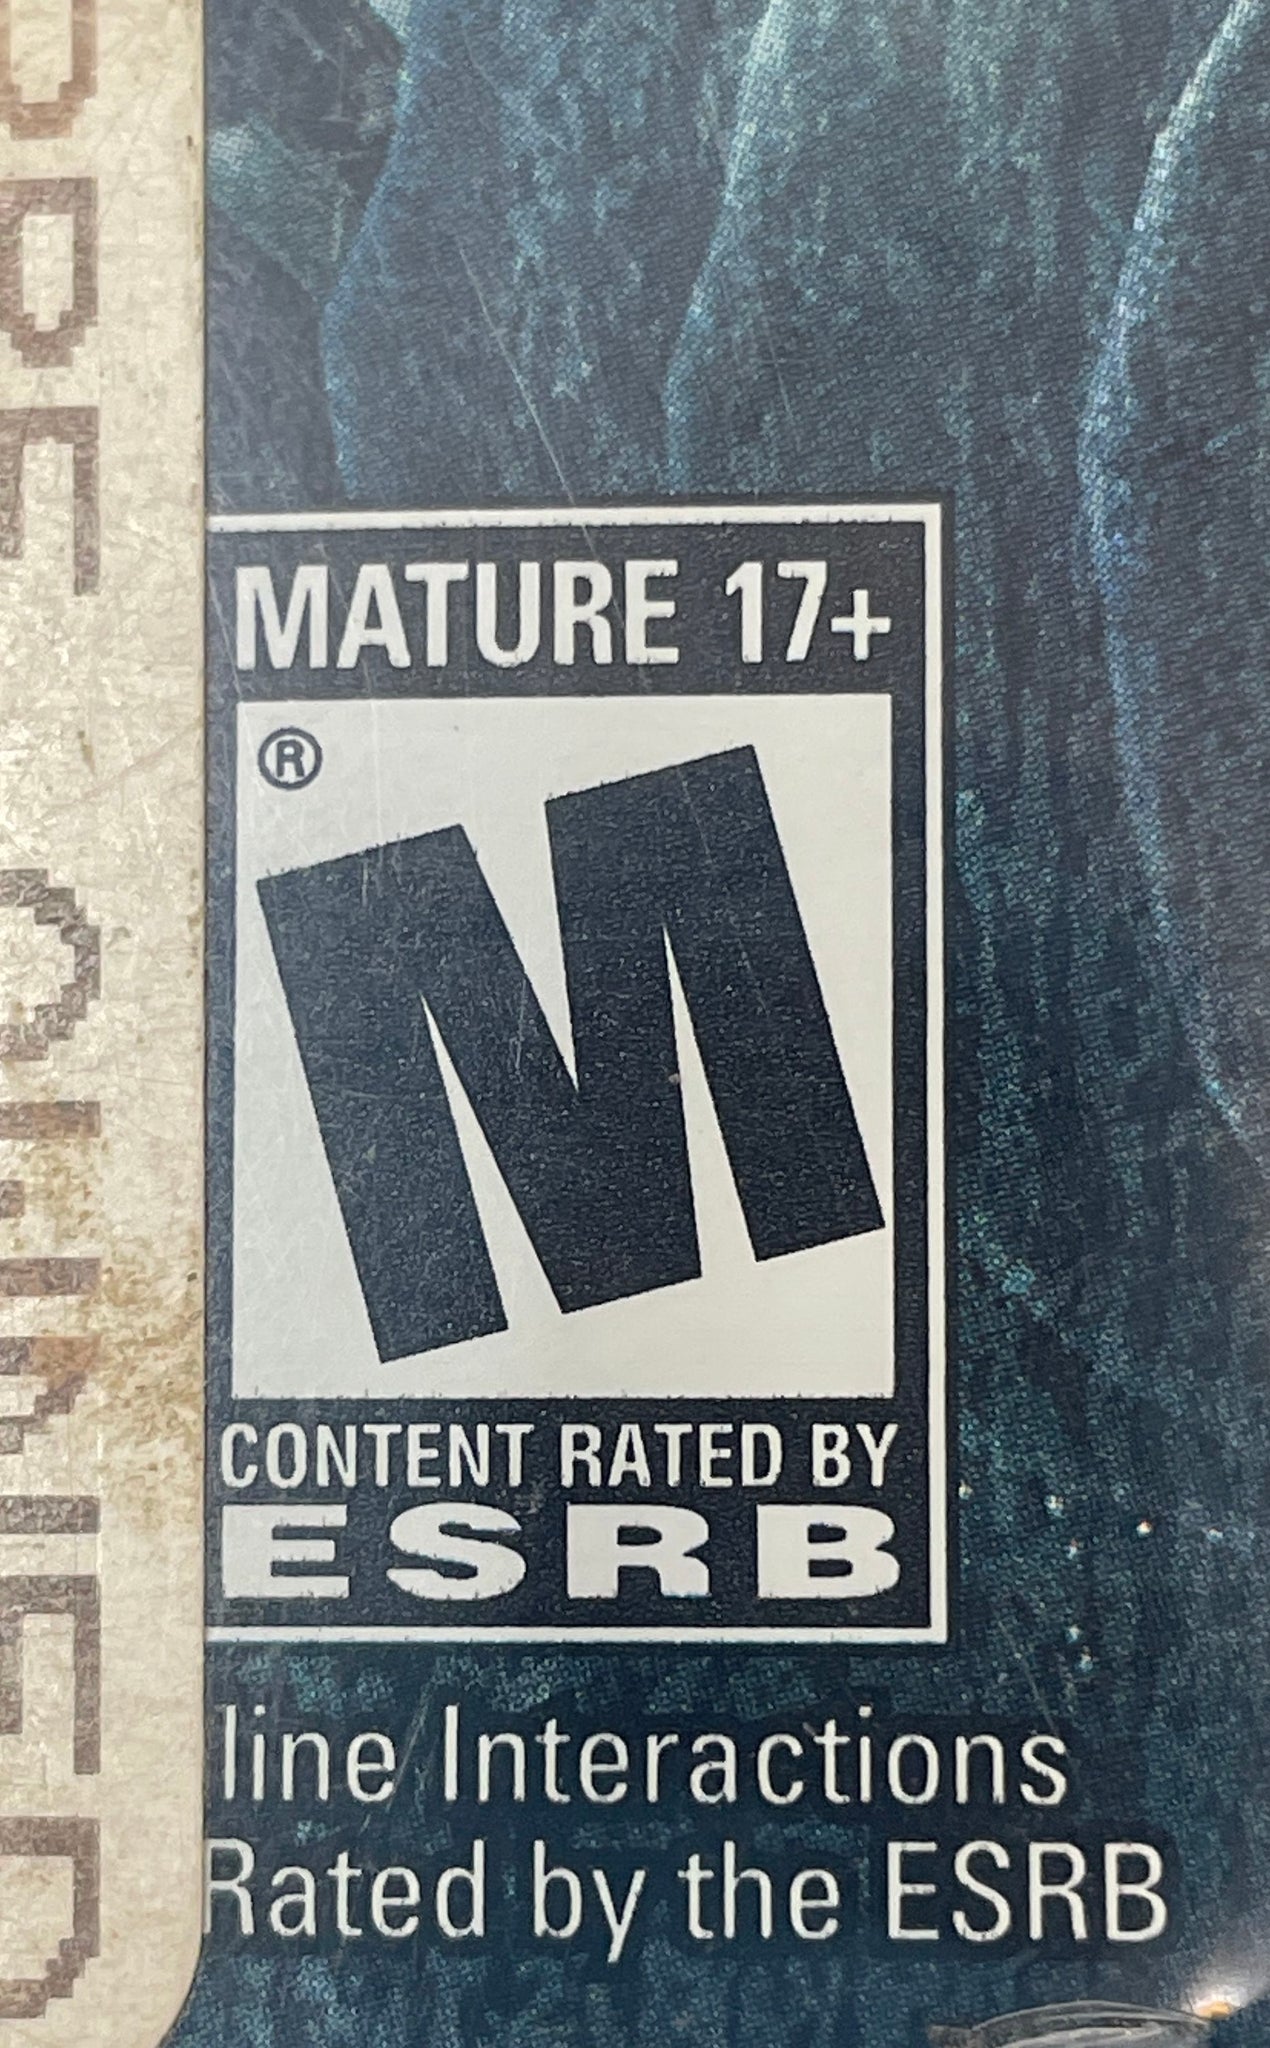 MATURE 17+
®
M
CONTENT RATED BY
ESRB
line Interactions
Rated by the ESRB